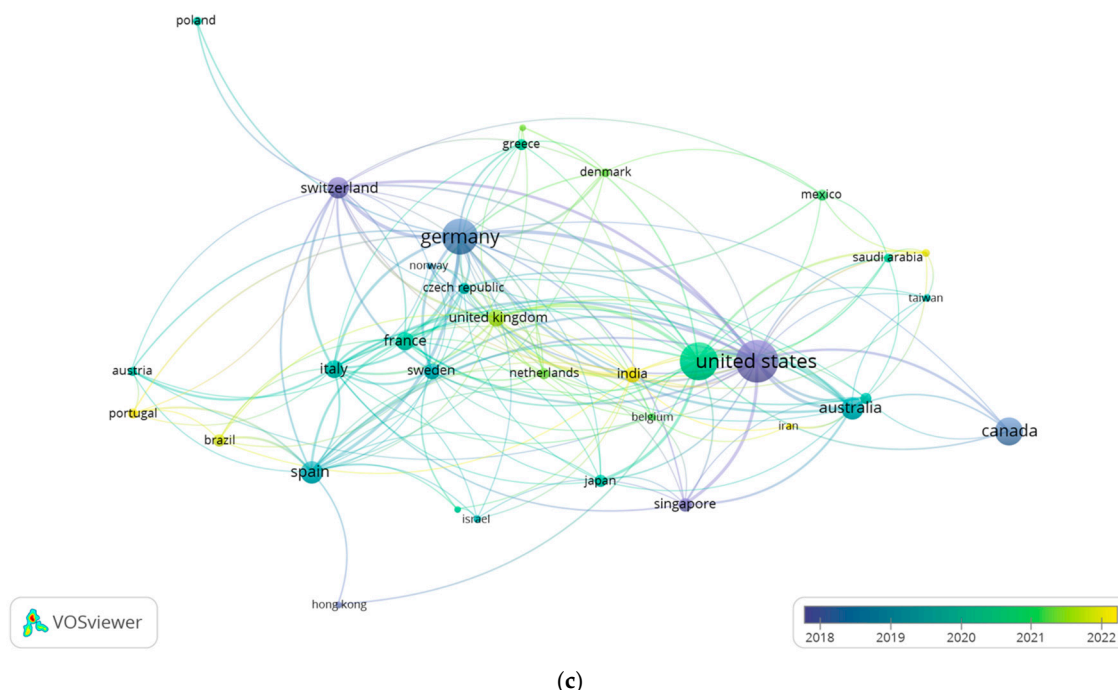 poland
greece
denmark
switzerland
mexico
germany
saudi arabia
norway
czech republic
taiwan
united kingdom
france
united states
italy
sweden
netherlands
india
austria
portugal
belgium
australia
brazil
iran
canada
spain
japan
singapore
israel
hong kong
VOSviewer
2018 2019 2020 2021 2022
(c)